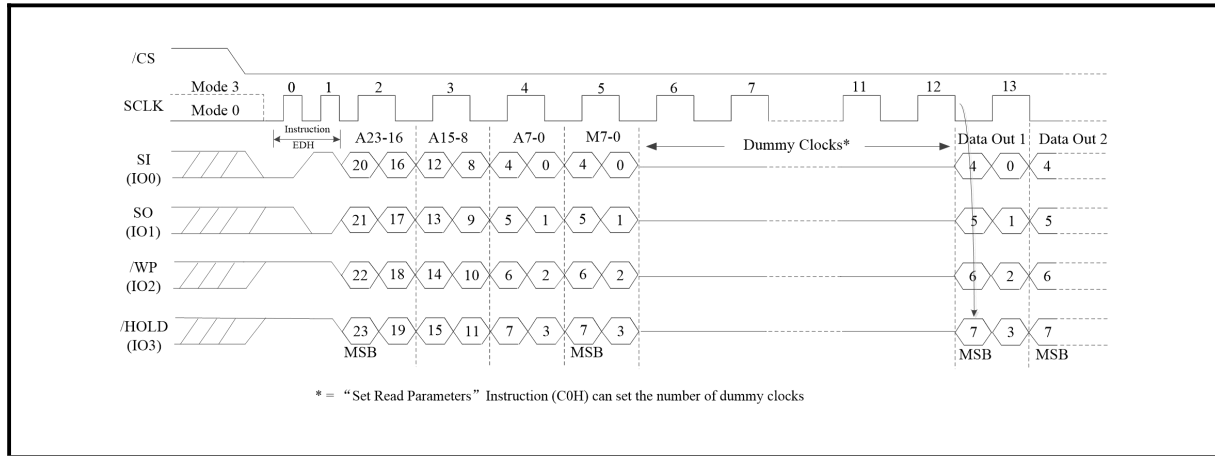 /CS
Mode 3 0 1 2 3 4 5 6 7 11 12 13
SCLK Mode 0
Instruction A23-16 A15-8 A7-0 M7-0 Dummy Clocks* Data Out 1 Data Out 2
EDH
SI 20 16 12 8 4 0 4 0 4 0 4
(IO0)
SO 21 17 13 9 5 1 5 1 5 1 5
(IO1)
/WP 22 18 14 10 6 2 6 2 6 2 6
(IO2)
/HOLD 23 19 15 11 7 3 7 3 7 3 7
(IO3)
MSB MSB MSB MSB
* = “Set Read Parameters” Instruction (C0H) can set the number of dummy clocks